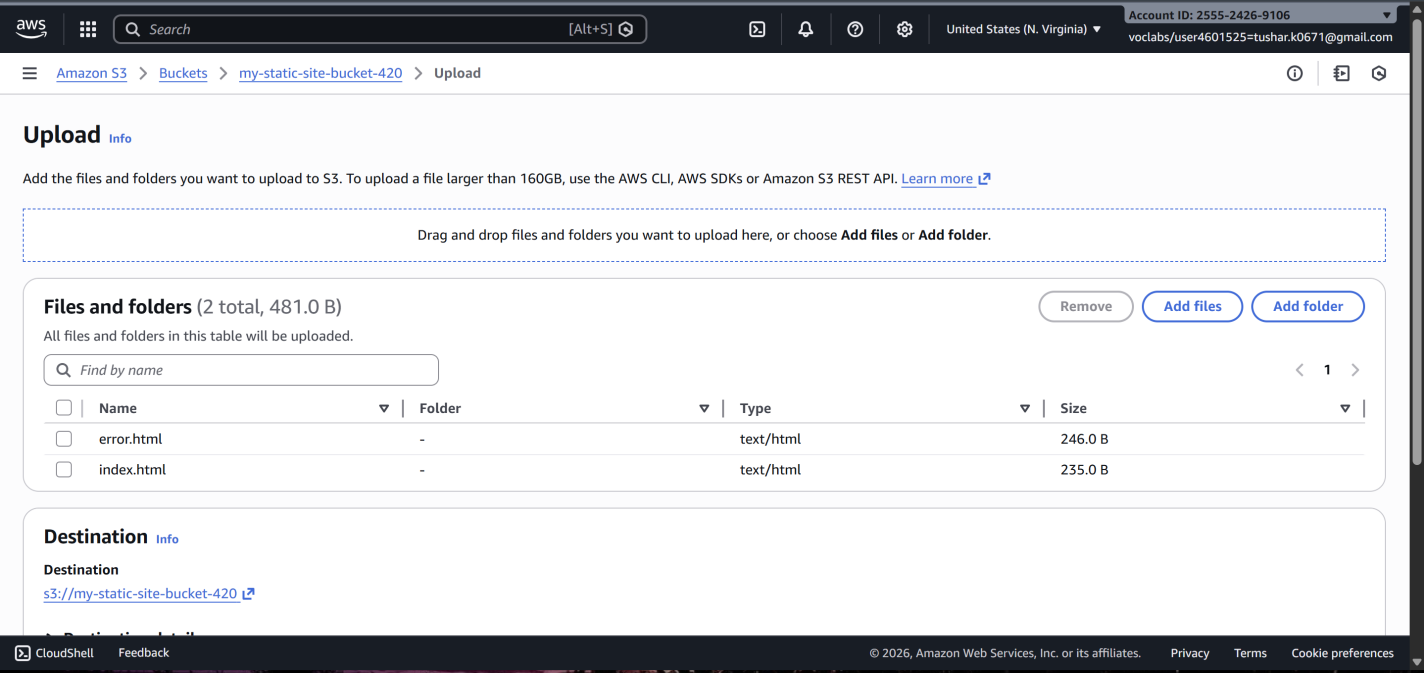 aws
Search [Alt+S]
United States (N. Virginia)
Account ID: 2555-2426-9106
voclabs/user4601525=tushar.k0671@gmail.com
Amazon S3 > Buckets > my-static-site-bucket-420 > Upload
Upload Info
Add the files and folders you want to upload to S3. To upload a file larger than 160GB, use the AWS CLI, AWS SDKs or Amazon S3 REST API. Learn more
Drag and drop files and folders you want to upload here, or choose Add files or Add folder.
Files and folders (2 total, 481.0 B)
Remove Add files Add folder
All files and folders in this table will be uploaded.
Find by name
1
Name Folder Type Size
error.html - text/html 246.0 B
index.html - text/html 235.0 B
Destination Info
Destination
s3://my-static-site-bucket-420
CloudShell Feedback © 2026, Amazon Web Services, Inc. or its affiliates. Privacy Terms Cookie preferences